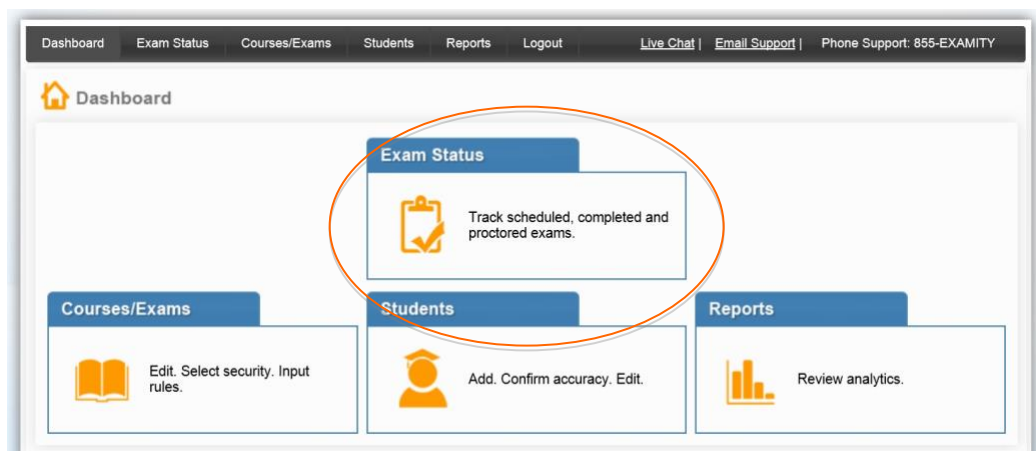 Dashboard Exam Status Courses/Exams Students Reports Logout Live Chat | Email Support | Phone Support: 855-EXAMITY
Dashboard
Exam Status
Track scheduled, completed and
proctored exams.
Courses/Exams
Edit. Select security. Input
rules.
Students
Add. Confirm accuracy. Edit.
Reports
Review analytics.